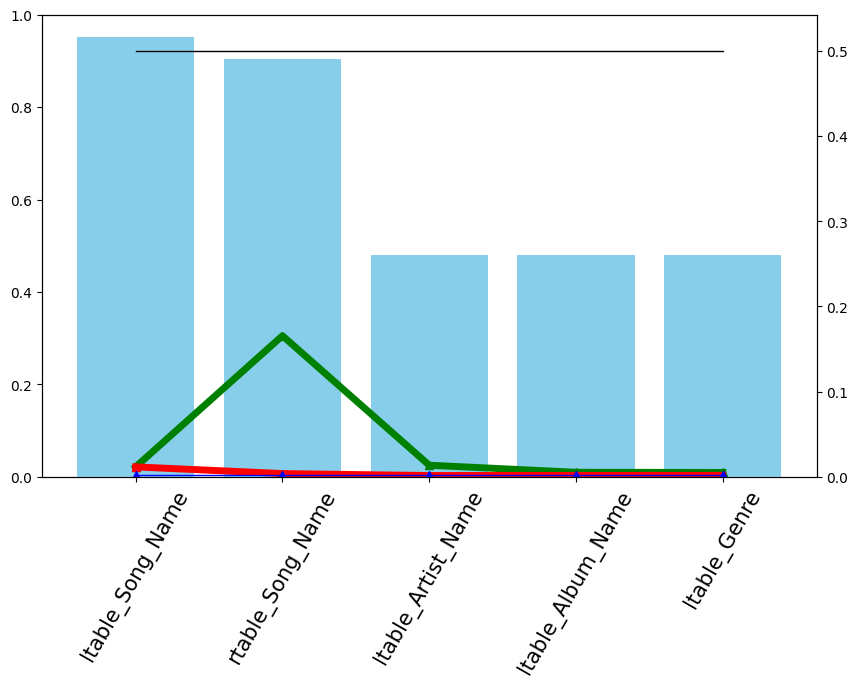 1.0
0.8
0.6
0.4
0.2
0.0
0.5
0.4
0.3
0.2
0.1
0.0
ltable_Song_Name
rtable_Song_Name
ltable_Artist_Name
ltable_Album_Name
ltable_Genre